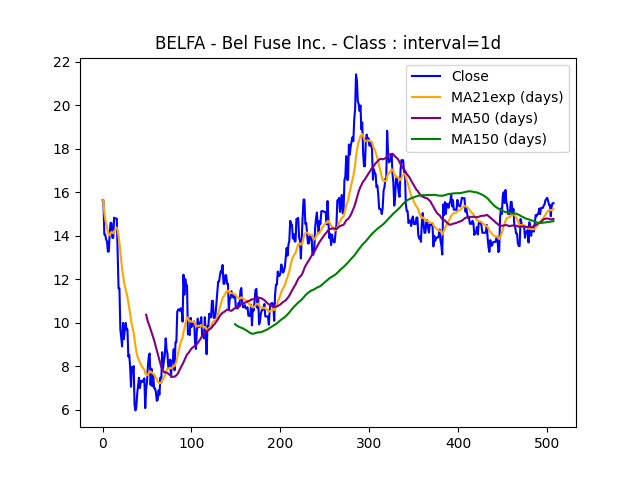 BELFA - Bel Fuse Inc. - Class : interval=1d
Close
MA21exp (days)
MA50 (days)
MA150 (days)
22
20
18
16
14
12
10
8
6
0 100 200 300 400 500